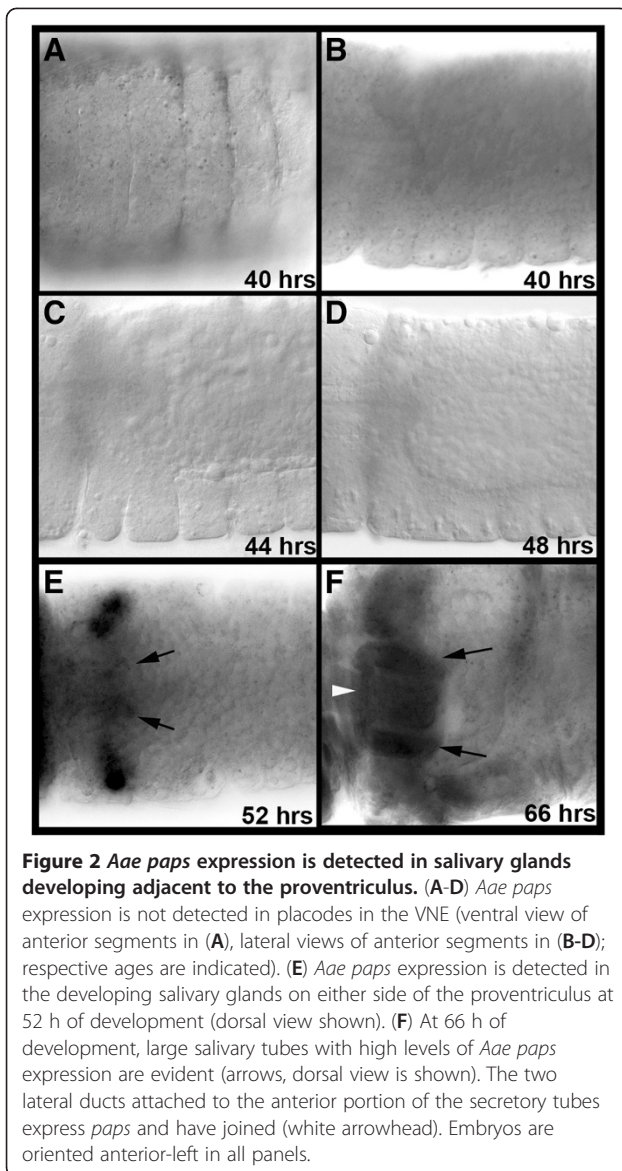 A
B
40 hrs
40 hrs
C
D
44 hrs
48 hrs
E
F
52 hrs
66 hrs
Figure 2 Aae paps expression is detected in salivary glands
developing adjacent to the proventriculus. (A-D) Aae paps
expression is not detected in placodes in the VNE (ventral view of
anterior segments in (A), lateral views of anterior segments in (B-D);
respective ages are indicated). (E) Aae paps expression is detected in
the developing salivary glands on either side of the proventriculus at
52 h of development (dorsal view shown). (F) At 66 h of
development, large salivary tubes with high levels of Aae paps
expression are evident (arrows, dorsal view is shown). The two
lateral ducts attached to the anterior portion of the secretory tubes
express paps and have joined (white arrowhead). Embryos are
oriented anterior-left in all panels.